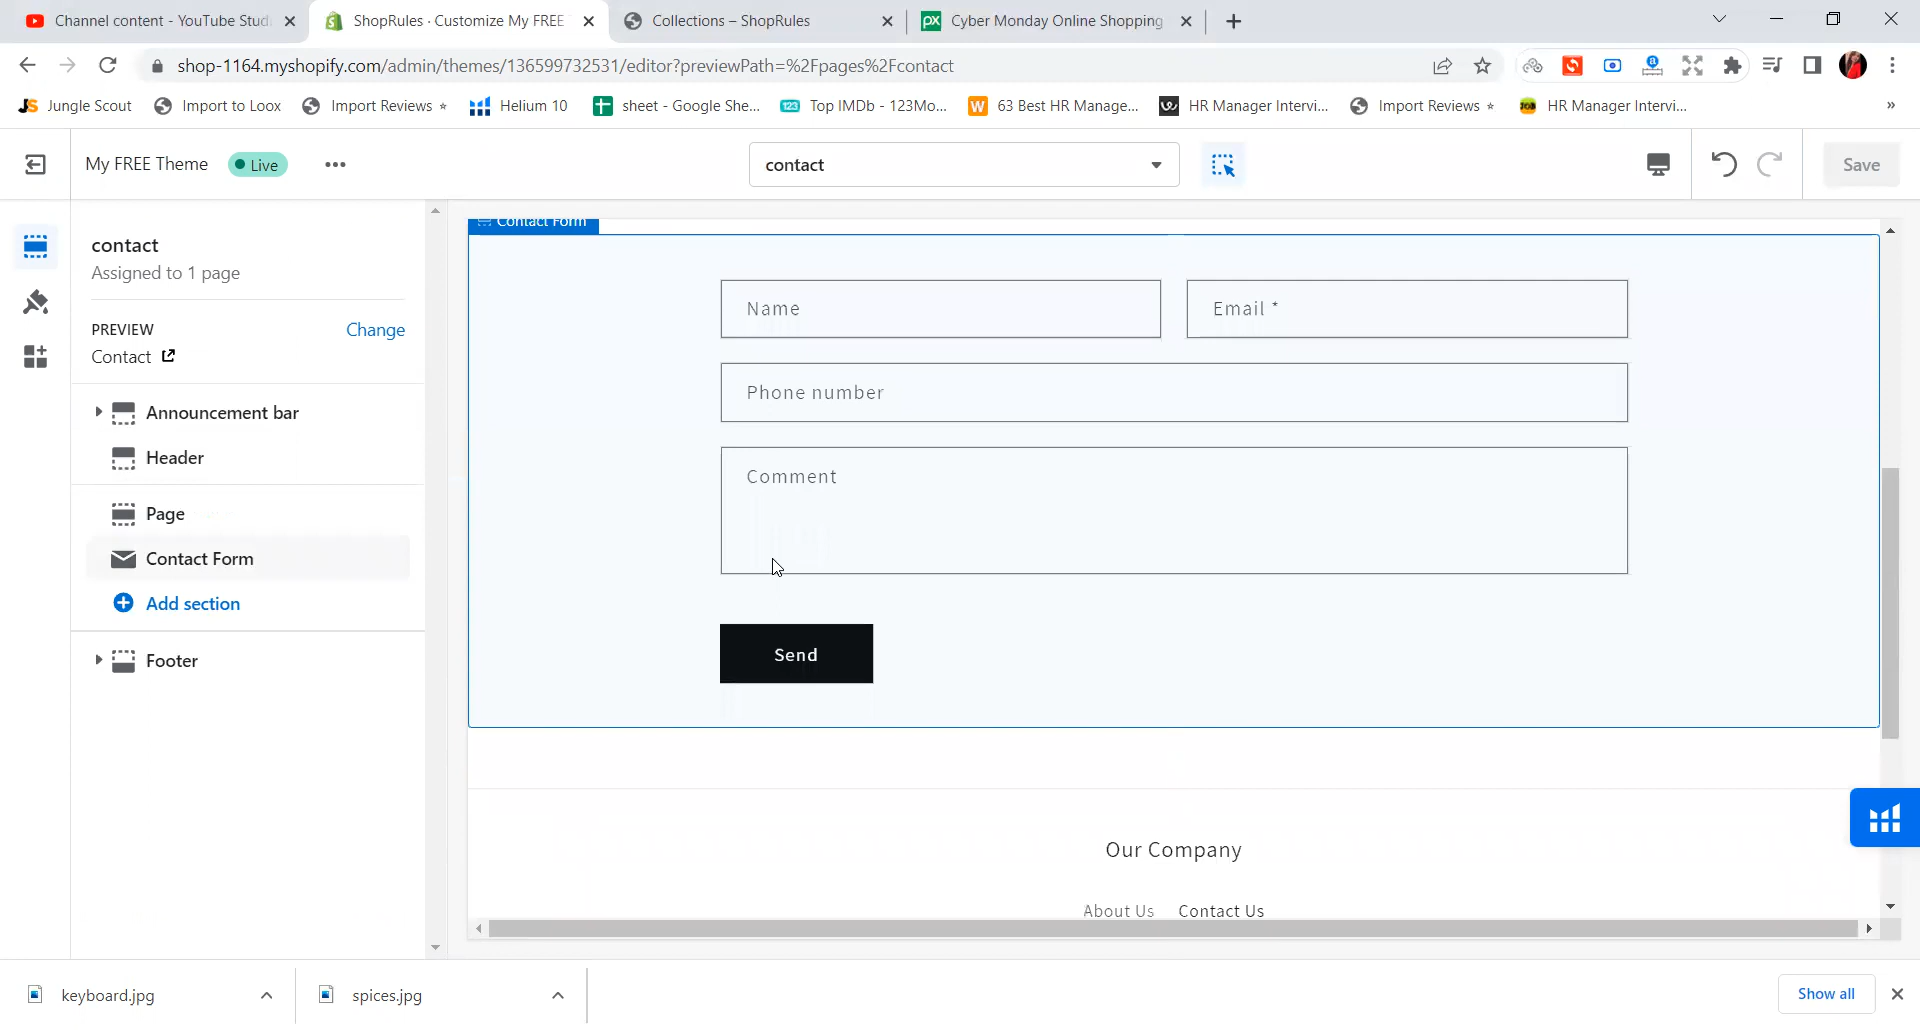 Channel content - YouTube Stud
ShopRules · Customize My FREE
Collections – ShopRules
Cyber Monday Online Shopping
shop-1164.myshopify.com/admin/themes/136599732531/editor?previewPath=%2Fpages%2Fcontact
Jungle Scout
Import to Loox
Import Reviews ⭑
Helium 10
sheet - Google She...
Top IMDb - 123Mo...
63 Best HR Manage...
HR Manager Intervi...
Import Reviews ⭑
HR Manager Intervi...
»
My FREE Theme
Live
contact
Save
contact
Assigned to 1 page
PREVIEW
Change
Contact
Announcement bar
Header
Page
Contact Form
Add section
Footer
Contact Form
Name
Email *
Phone number
Comment
Send
Our Company
About Us
Contact Us
keyboard.jpg
spices.jpg
Show all